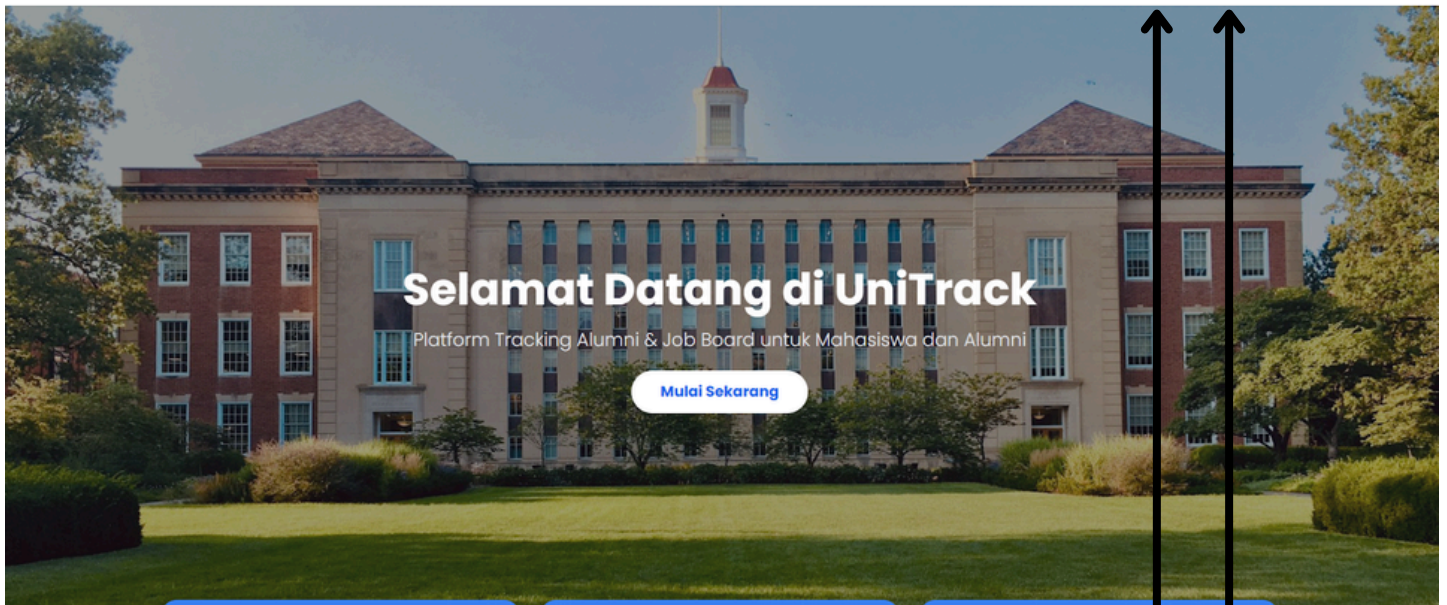 Selamat Datang di UniTrack
Platform Tracking Alumni & Job Board untuk Mahasiswa dan Alumni
Mulai Sekarang